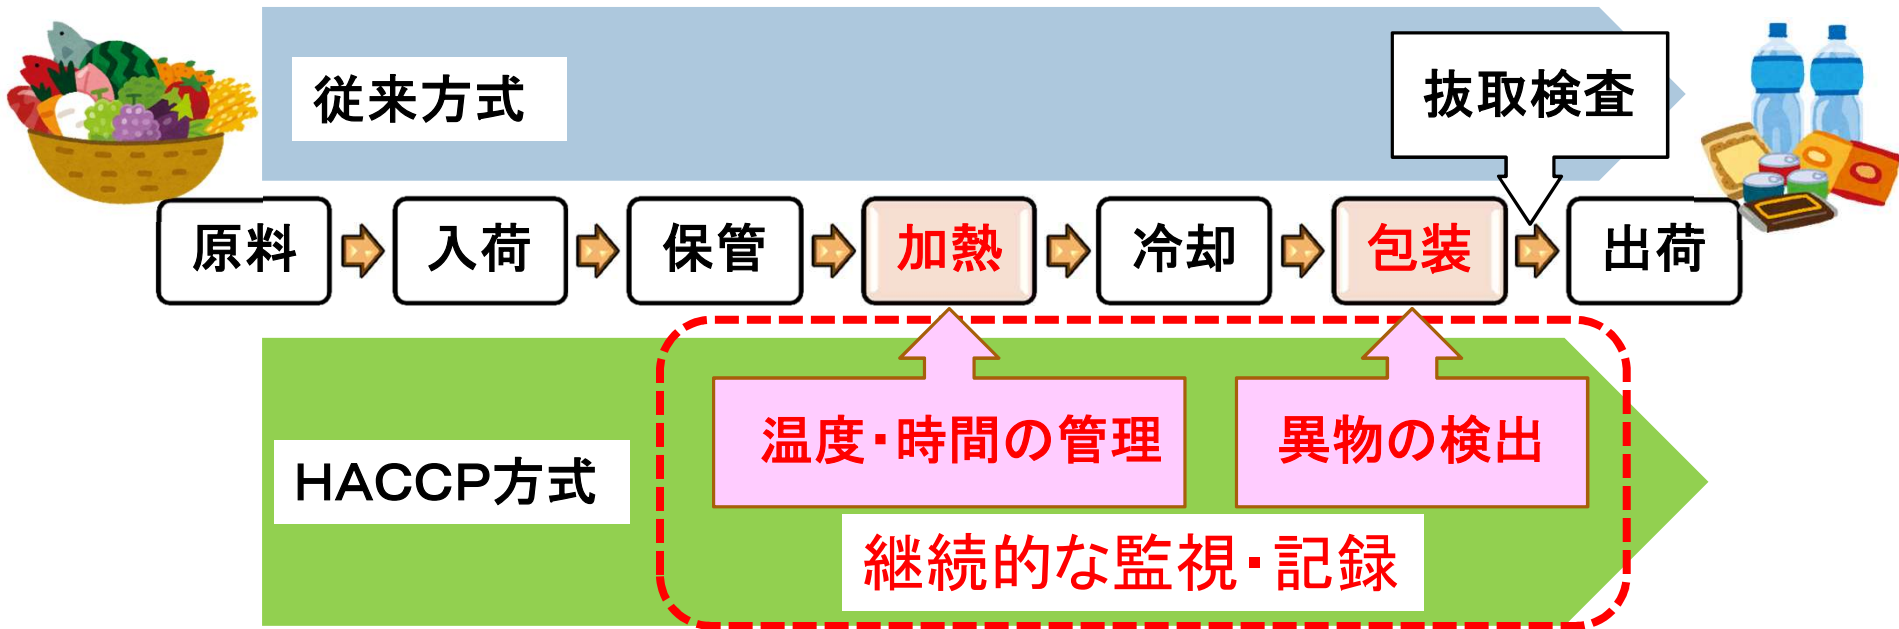 従来方式
抜取検査
原料
入荷
保管
加熱
冷却
包装
出荷
温度・時間の管理
異物の検出
HACCP方式
継続的な監視・記録